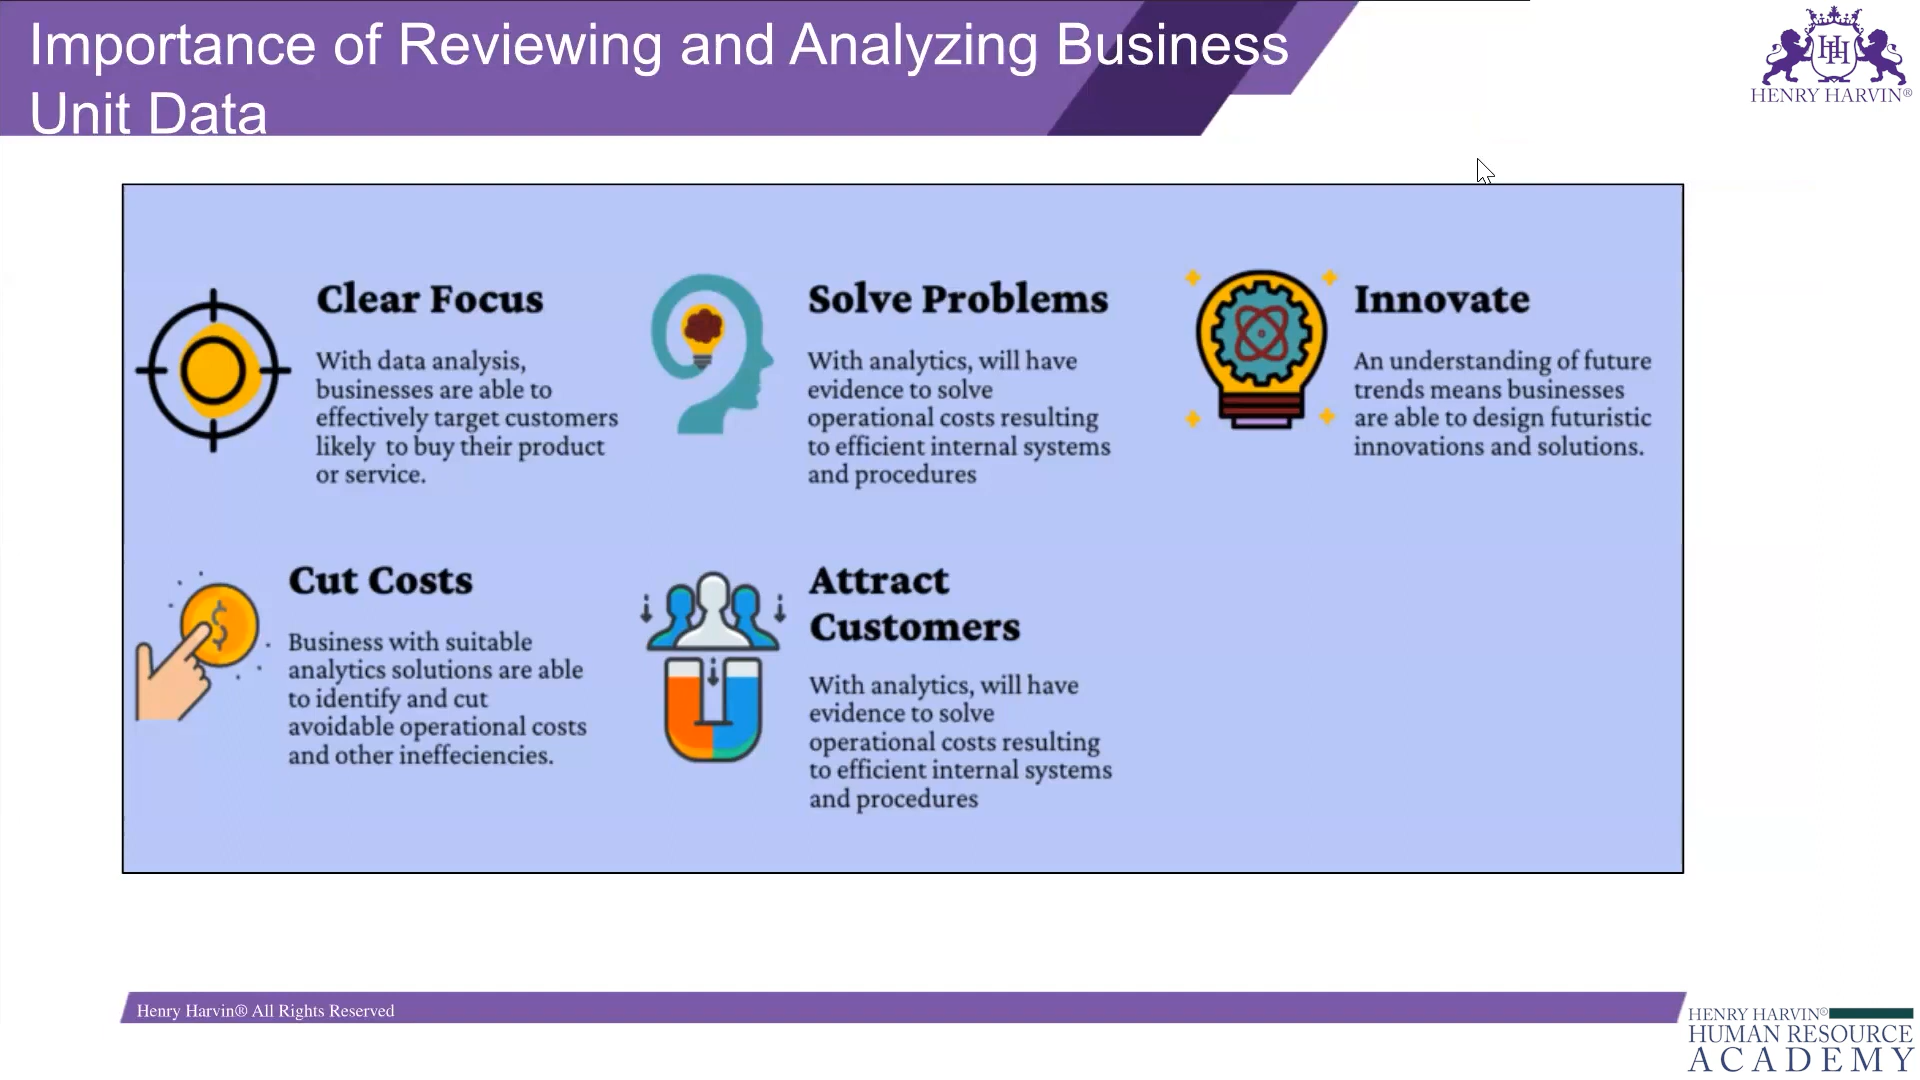 Importance of Reviewing and Analyzing Business
Unit Data
HH
HENRY HARVIN®
Clear Focus
With data analysis,
businesses are able to
effectively target customers
likely to buy their product
or service.
Solve Problems
With analytics, will have
evidence to solve
operational costs resulting
to efficient internal systems
and procedures
Innovate
An understanding of future
trends means businesses
are able to design futuristic
innovations and solutions.
Cut Costs
Business with suitable
analytics solutions are able
to identify and cut
avoidable operational costs
and other ineffeciencies.
Attract
Customers
With analytics, will have
evidence to solve
operational costs resulting
to efficient internal systems
and procedures
Henry Harvin® All Rights Reserved
HENRY HARVIN®
HUMAN RESOURCE
ACADEMY